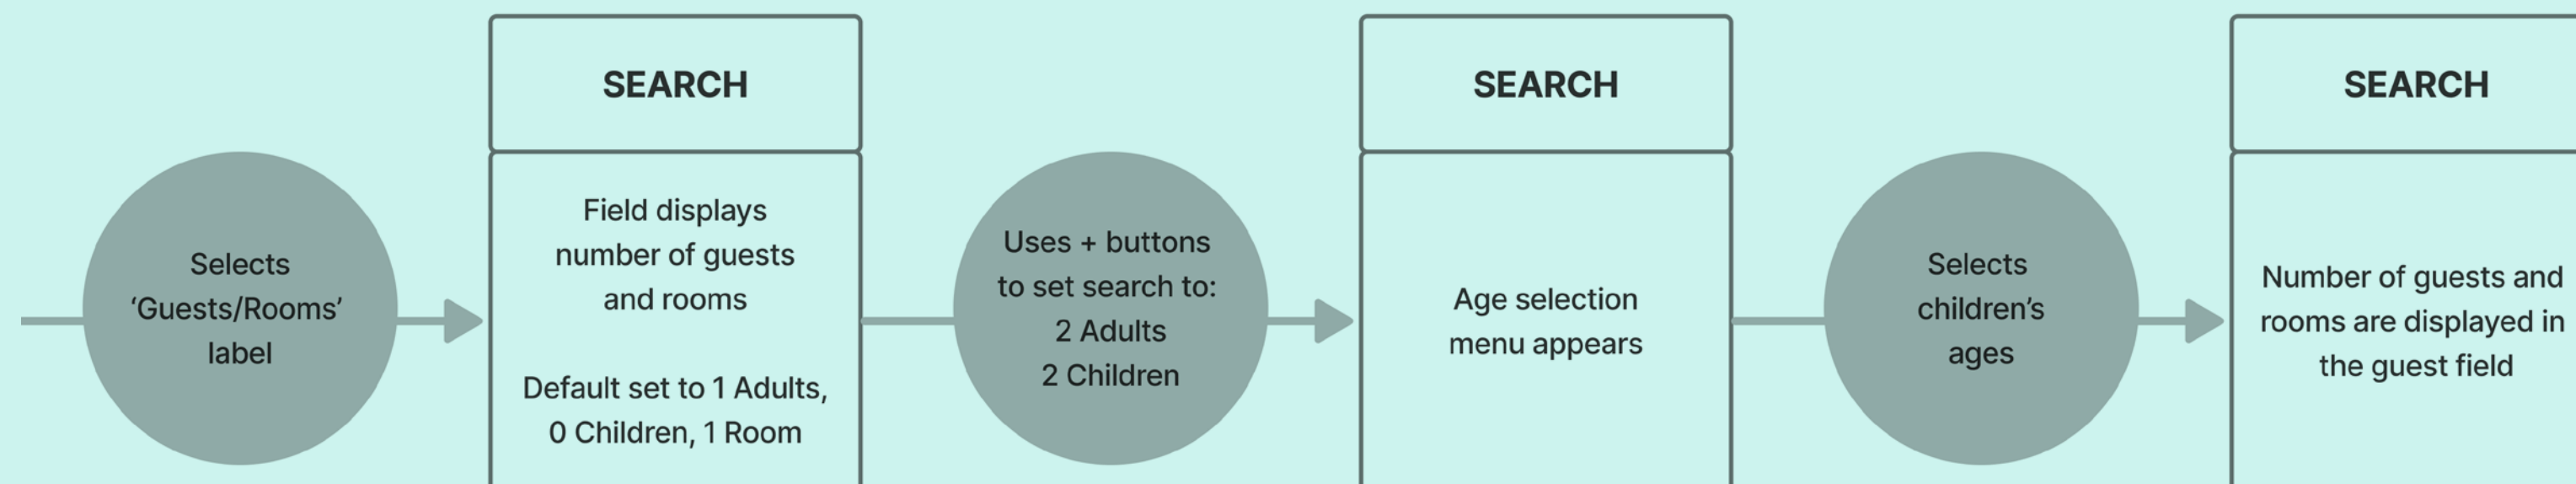 Selects
‘Guests/Rooms’
label
SEARCH
Field displays
number of guests
and rooms
Default set to 1 Adults,
0 Children, 1 Room
Uses + buttons
to set search to:
2 Adults
2 Children
SEARCH
Age selection
menu appears
Selects
children’s
ages
SEARCH
Number of guests and
rooms are displayed in
the guest field